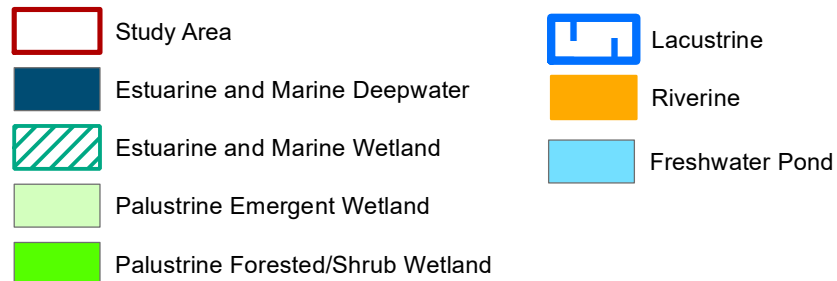 Study Area
Estuarine and Marine Deepwater
Estuarine and Marine Wetland
Palustrine Emergent Wetland
Palustrine Forested/Shrub Wetland
Lacustrine
Riverine
Freshwater Pond